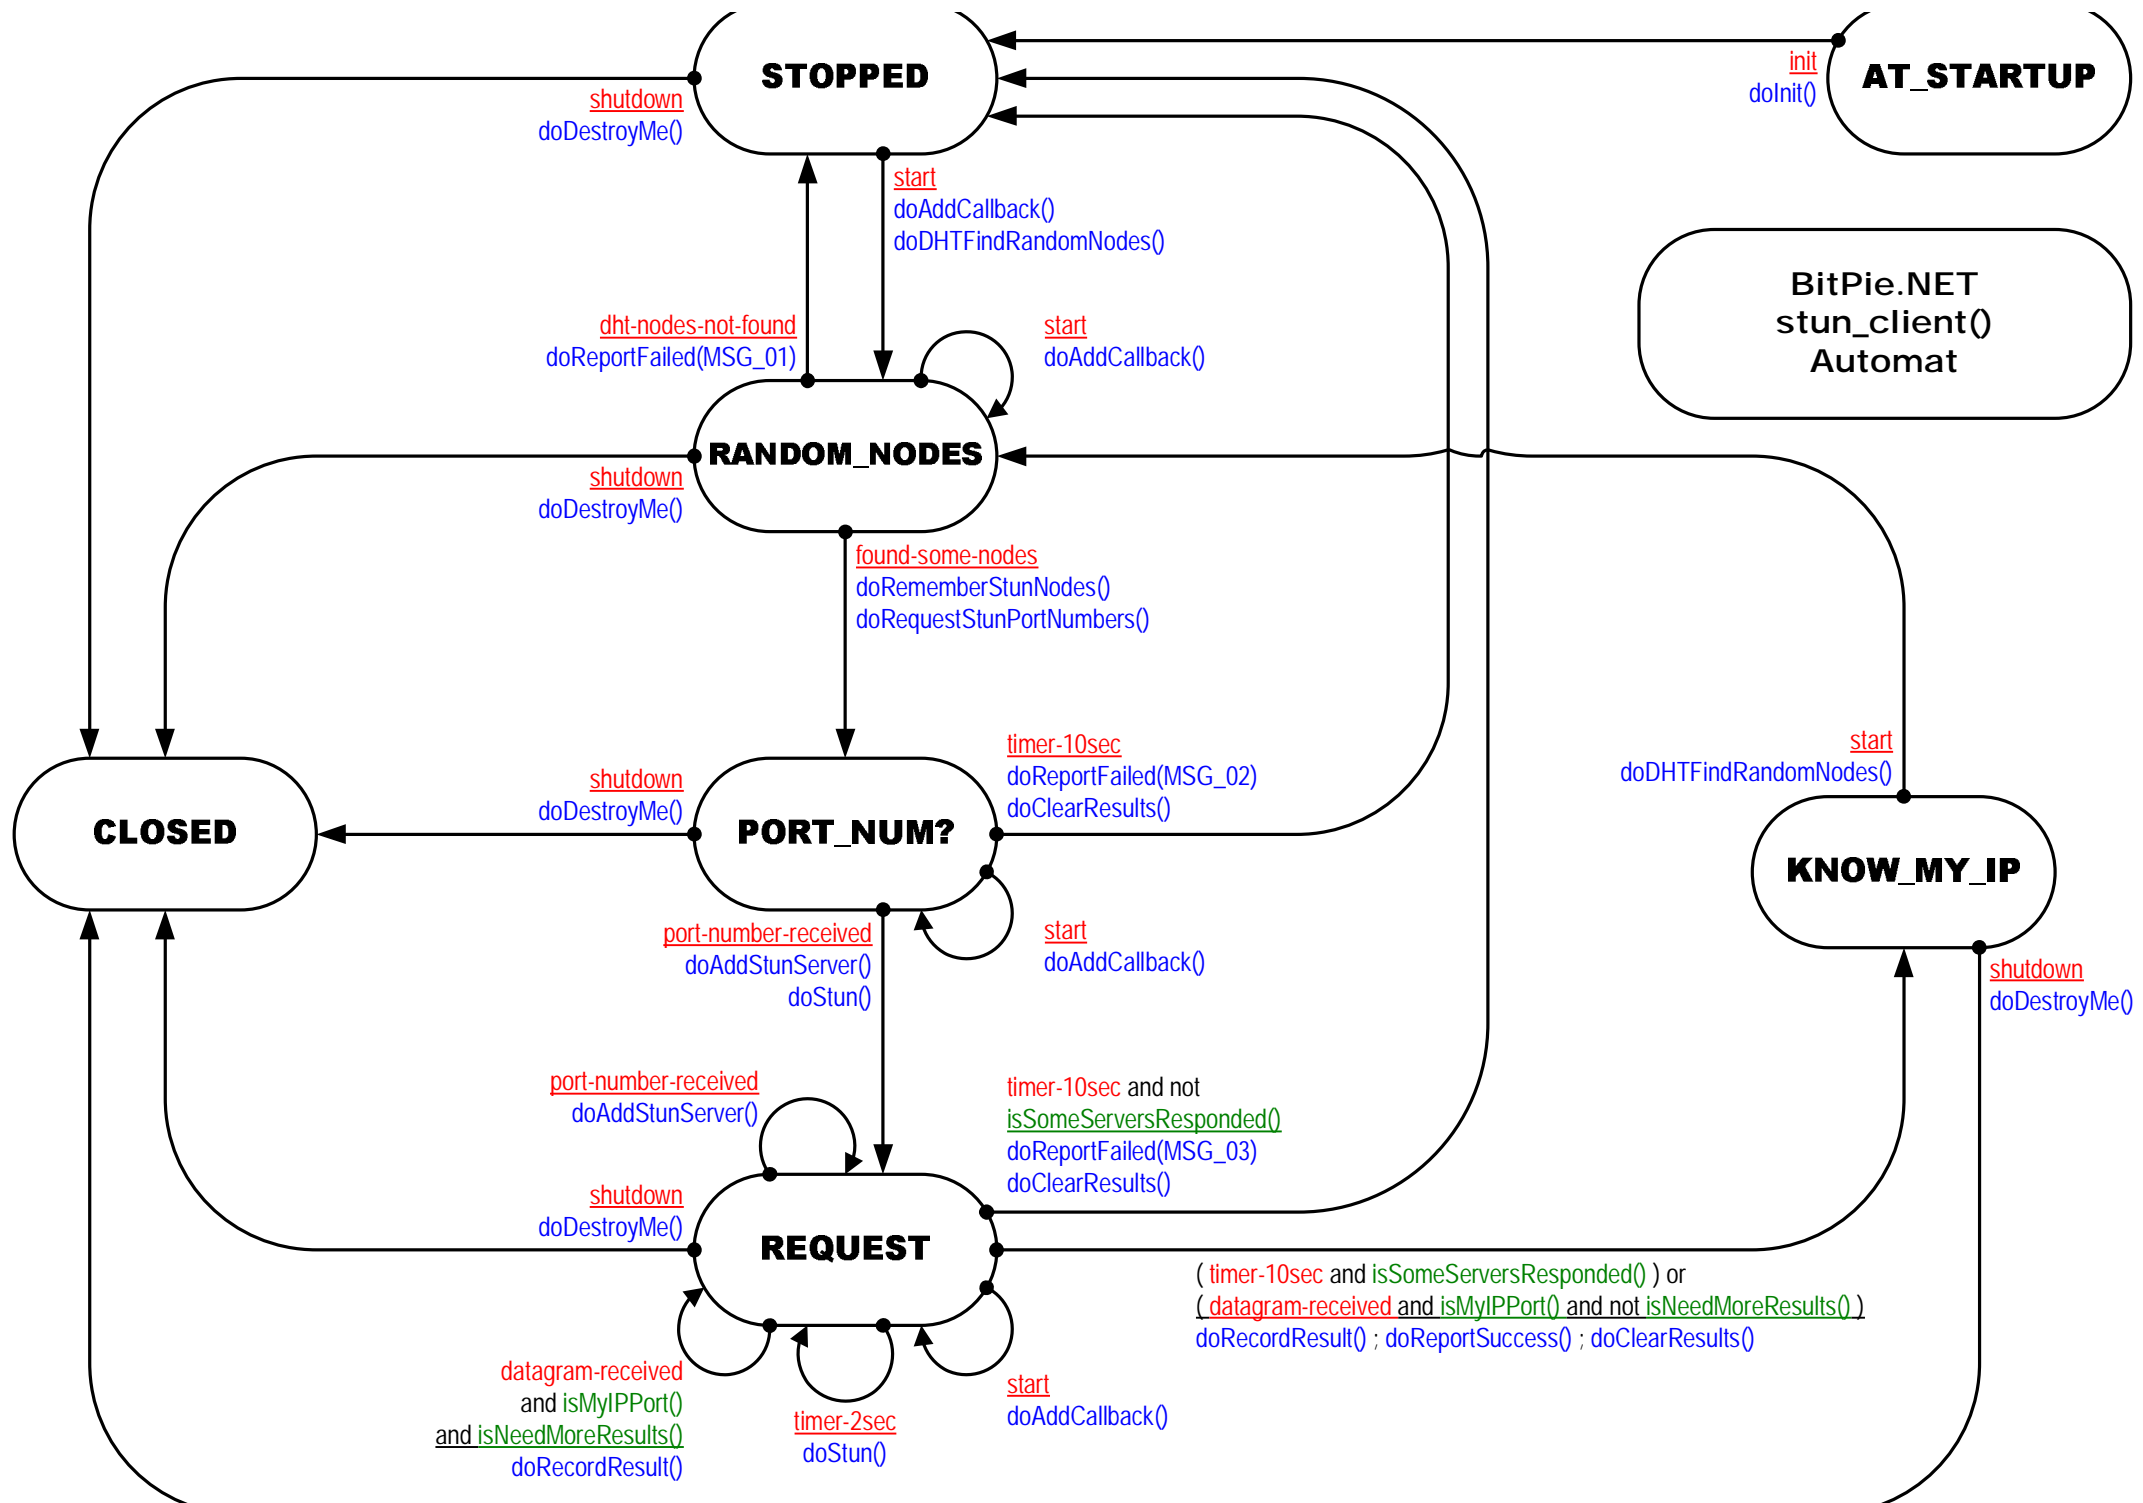 STOPPED
AT_STARTUP
init
doInit()
shutdown
doDestroyMe()
start
doAddCallback()
doDHTFindRandomNodes()
BitPie.NET
stun_client()
Automat
dht-nodes-not-found
doReportFailed(MSG_01)
start
doAddCallback()
RANDOM_NODES
shutdown
doDestroyMe()
found-some-nodes
doRememberStunNodes()
doRequestStunPortNumbers()
timer-10sec
doReportFailed(MSG_02)
doClearResults()
start
doDHTFindRandomNodes()
shutdown
doDestroyMe()
CLOSED
PORT_NUM?
KNOW_MY_IP
port-number-received
doAddStunServer()
doStun()
start
doAddCallback()
shutdown
doDestroyMe()
port-number-received
doAddStunServer()
timer-10sec and not
isSomeServersResponded()
doReportFailed(MSG_03)
doClearResults()
shutdown
doDestroyMe()
REQUEST
( timer-10sec and isSomeServersResponded() ) or
( datagram-received and isMyIPPort() and not isNeedMoreResults() )
doRecordResult() ; doReportSuccess() ; doClearResults()
datagram-received
and isMyIPPort()
and isNeedMoreResults()
doRecordResult()
timer-2sec
doStun()
start
doAddCallback()